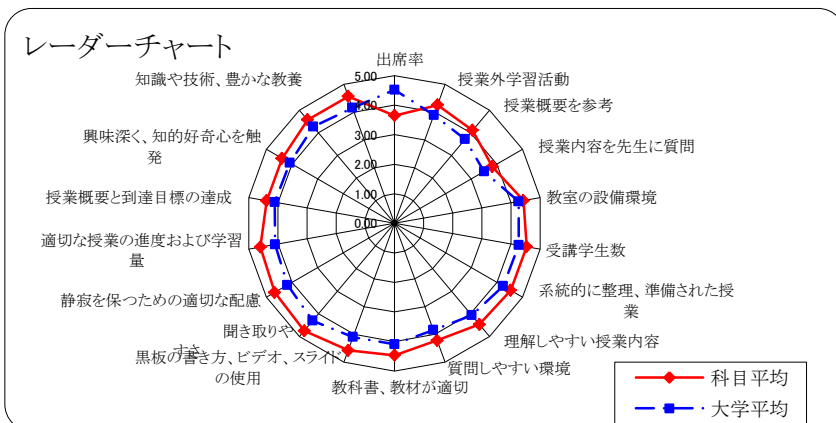 レーダーチャート
出席率
授業外学習活動
授業概要を参考
授業内容を先生に質問
教室の設備環境
受講学生数
系統的に整理、準備された授
業
理解しやすい授業内容
質問しやすい環境
教科書、教材が適切
黒板の書き方、ビデオ、スライド
の使用
聞き取りや
すさ
静寂を保つための適切な配慮
適切な授業の進度および学習
量
授業概要と到達目標の達成
興味深く、知的好奇心を触
発
知識や技術、豊かな教養
5.00
4.00
3.00
2.00
1.00
0.00
科目平均
大学平均